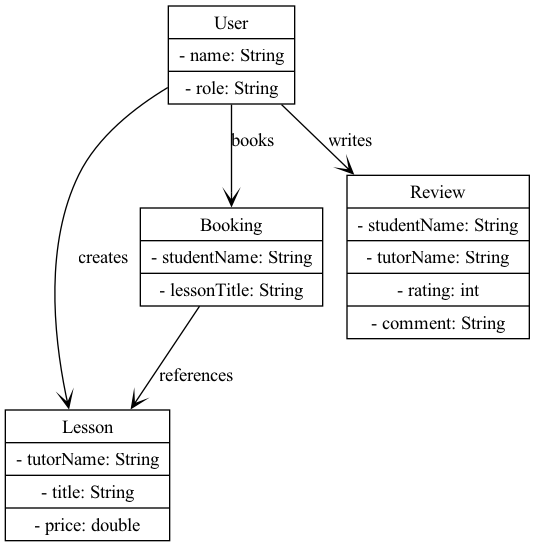 User
- name: String
- role: String
books
writes
Review
- studentName: String
- tutorName: String
- rating: int
- comment: String
Booking
- studentName: String
- lessonTitle: String
creates
references
Lesson
- tutorName: String
- title: String
- price: double